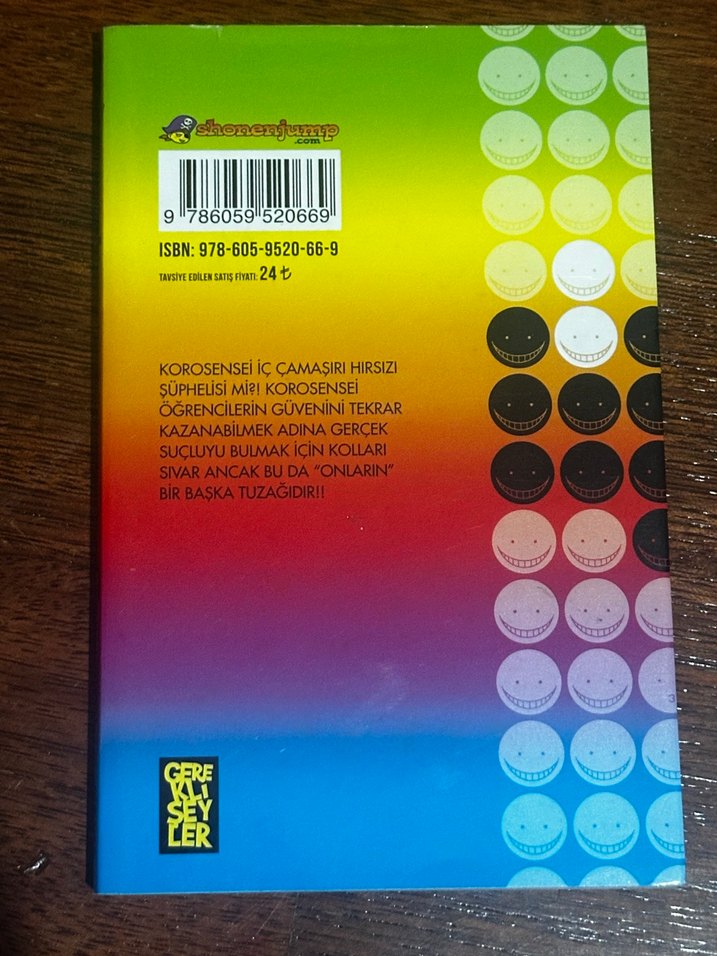 shonenjump
.com
9 786059 520669
ISBN: 978-605-9520-66-9
TAVSİYE EDİLEN SATIŞ FİYATI: 24 ₺
KOROSENSEİ İÇ ÇAMAŞIRI HIRSIZI
ŞÜPHELİSİ Mİ?! KOROSENSEİ
ÖĞRENCİLERİN GÜVENİNİ TEKRAR
KAZANABİLMEK ADINA GERÇEK
SUÇLUYU BULMAK İÇİN KOLLARI
SIVAR ANCAK BU DA “ONLARIN”
BİR BAŞKA TUZAĞIDIR!!
3
GERE
KLİ
ŞEY
LER